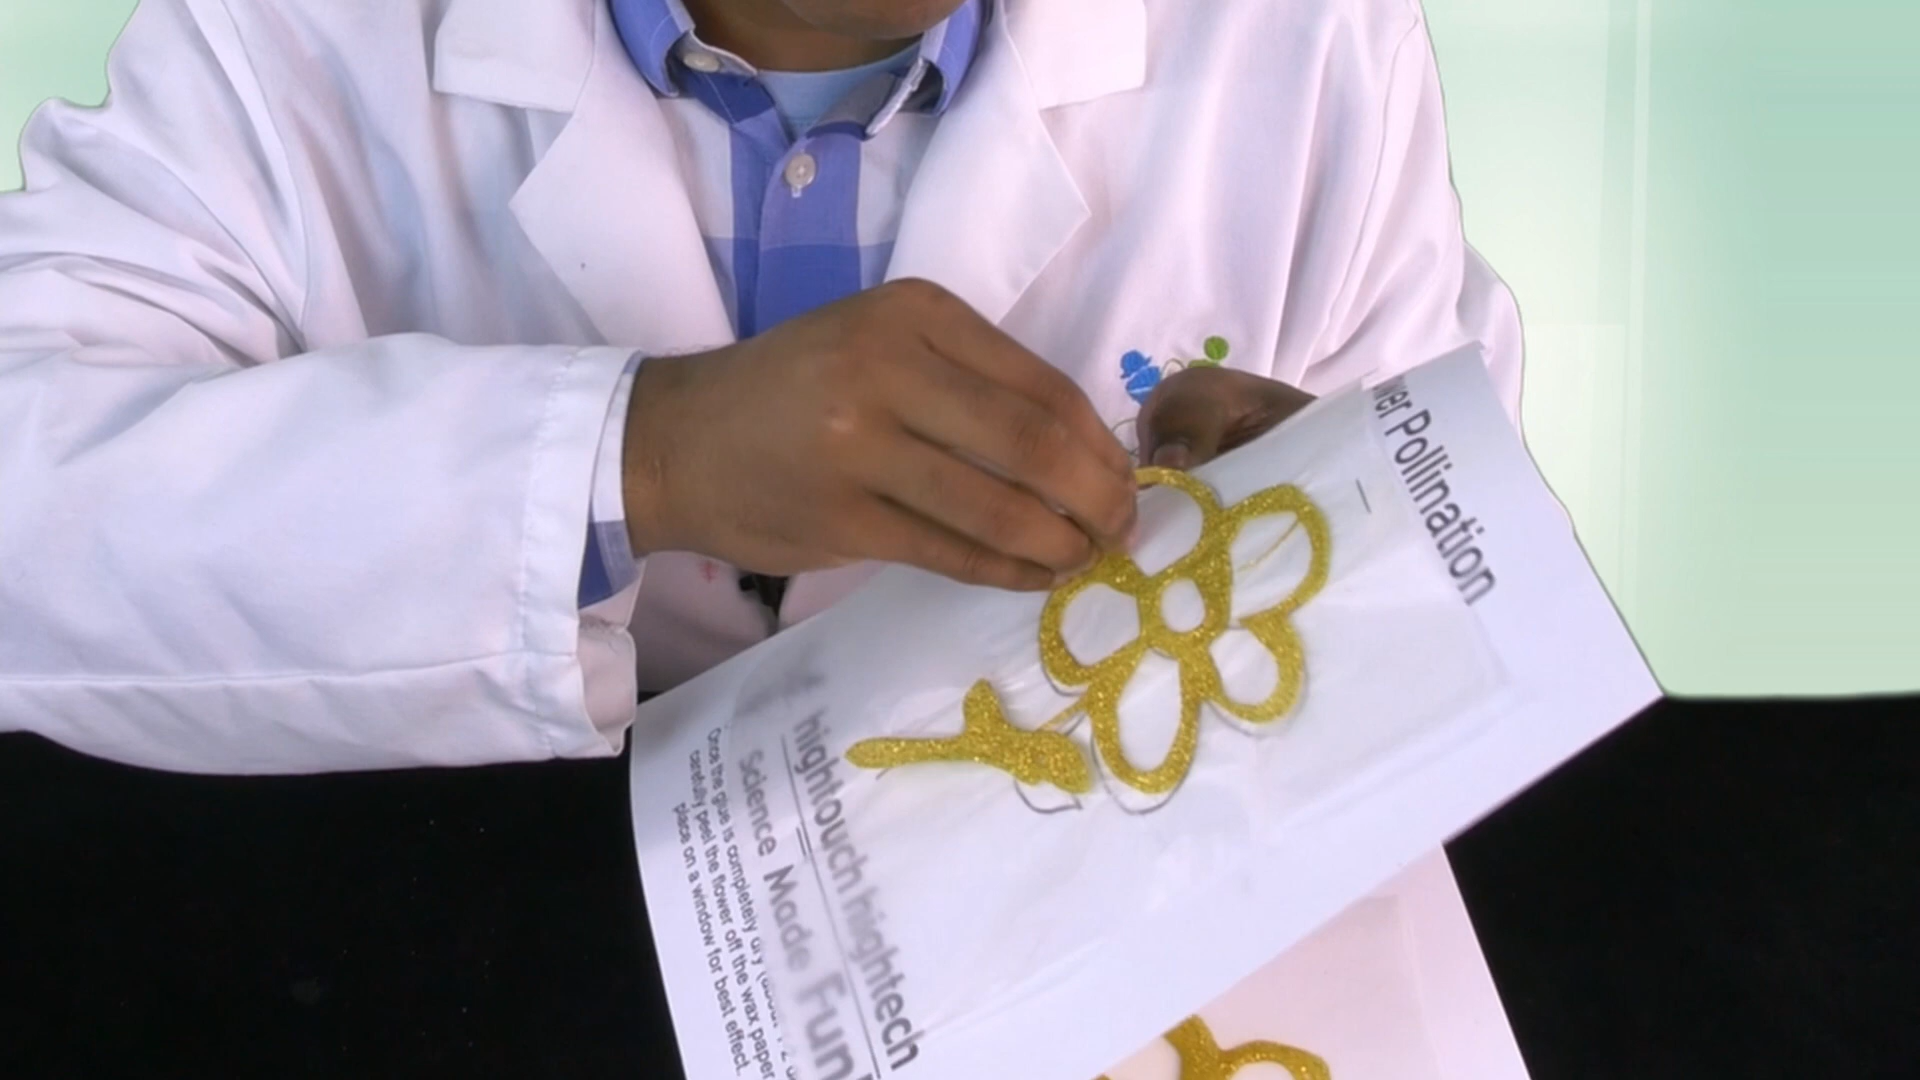 Pollination
hightouch hightech
Science Made Fun
Once the glue is completely dry
carefully peel the flower off the wax paper
place on a window for best effect.